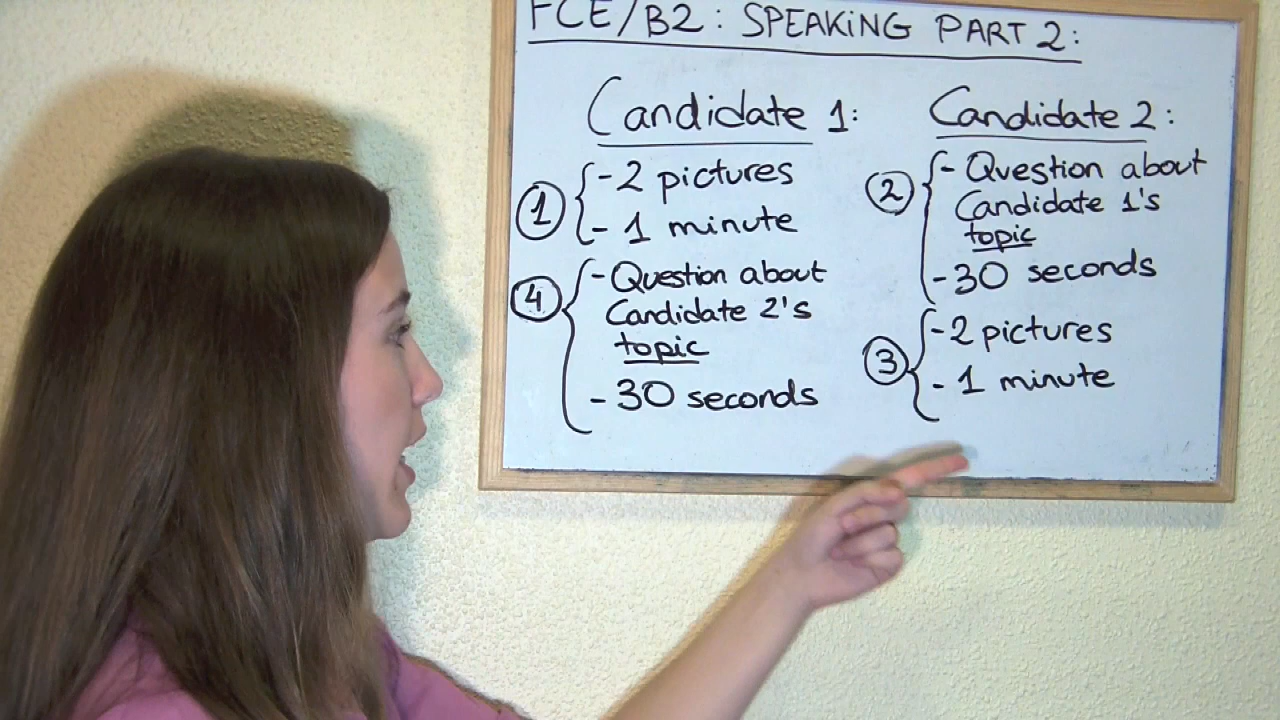 FCE/B2: SPEAKING PART 2:
Candidate 1:
① - 2 pictures
- 1 minute
④ - Question about
Candidate 2's
topic
- 30 seconds
Candidate 2:
② - Question about
Candidate 1's
topic
- 30 seconds
③ - 2 pictures
- 1 minute